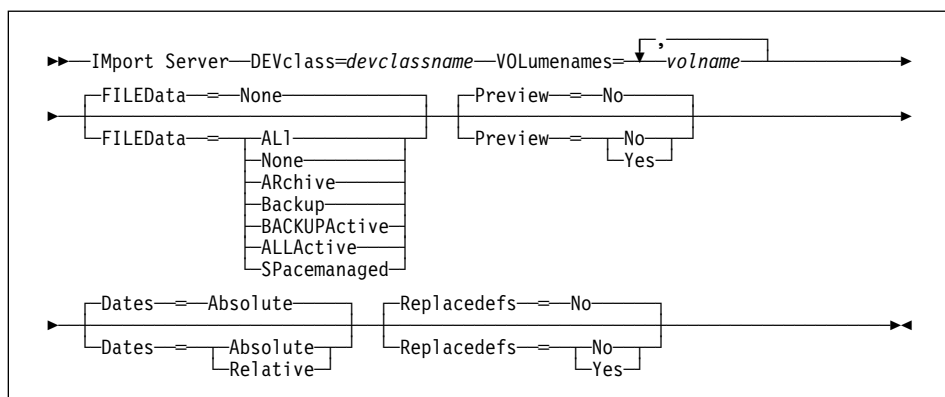 ,
IMport Server DEVclass=devclassname VOLumenames= volname
FILEData = None Preview = No
FILEData = ALl Preview = No
None Yes
ARchive
Backup
BACKUPActive
ALLActive
SPacemanaged
Dates = Absolute Replacedefs = No
Dates = Absolute Replacedefs = No
Relative Yes